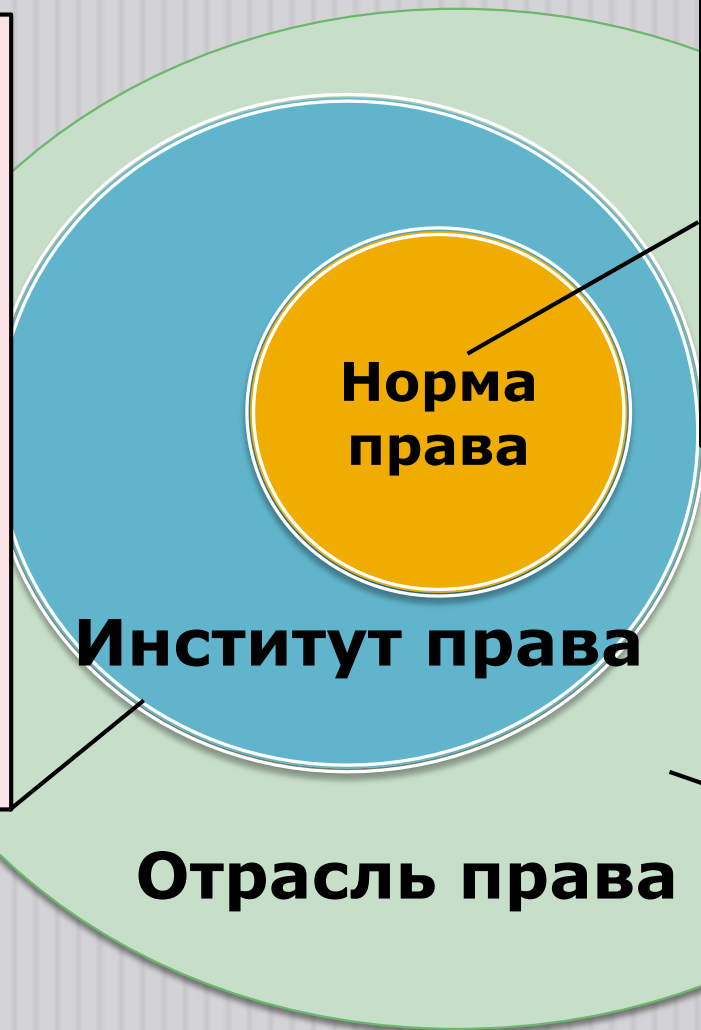 Норма
права
Институт права
Отрасль права